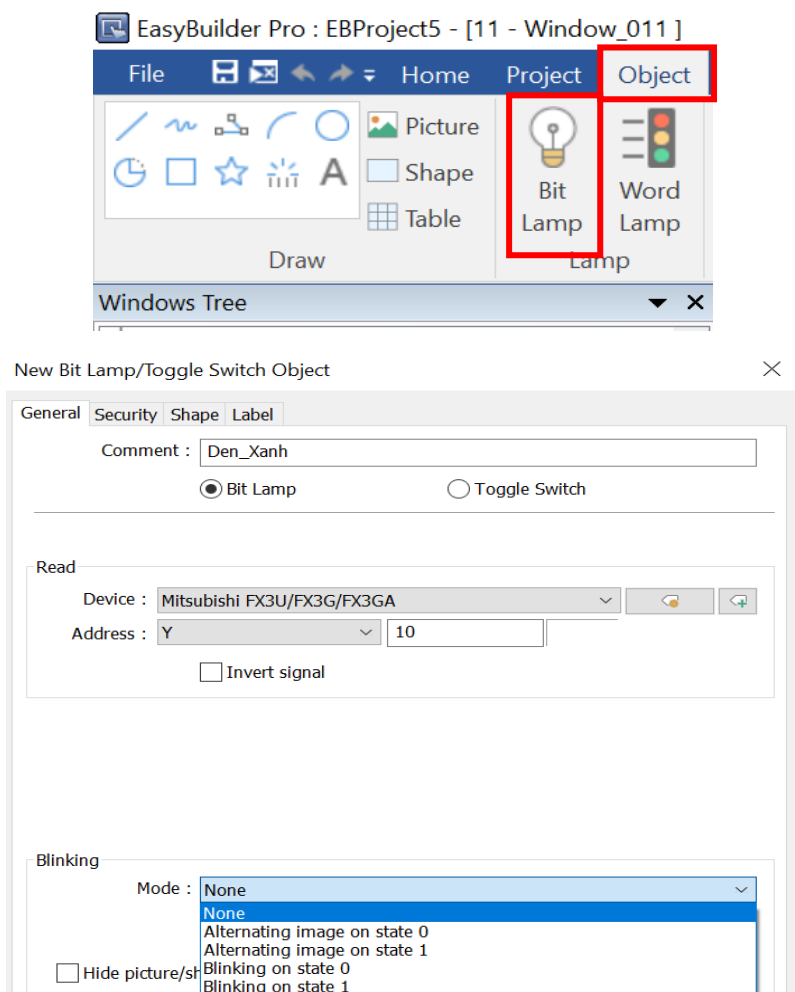 EasyBuilder Pro : EBProject5 - [11 - Window_011 ]
File Home Project Object
Picture
Shape
Table
A
Bit Lamp
Word Lamp
Draw
Lamp
Windows Tree
New Bit Lamp/Toggle Switch Object
General Security Shape Label
Comment : Den_Xanh
Bit Lamp Toggle Switch
Read
Device : Mitsubishi FX3U/FX3G/FX3GA
Address : Y 10
Invert signal
Blinking
Mode : None
None
Alternating image on state 0
Alternating image on state 1
Hide picture/sh Blinking on state 0
Blinking on state 1